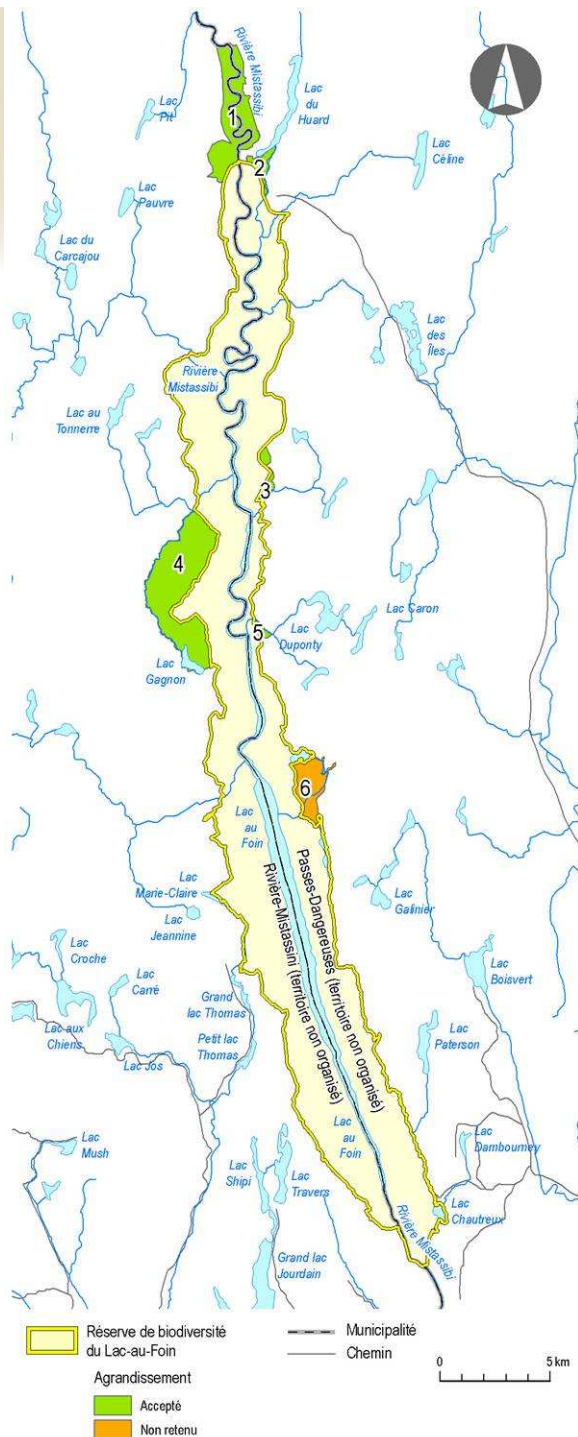 Rivière Mistassibi
Lac
Pit
1
Lac
du
Huard
2
Lac
Céline
Lac
Pauvre
Lac du
Carcajou
Lac
des
Îles
Rivière
Mistassibi
Lac au
Tonnerre
3
4
Lac Caron
5
Lac
Duponty
Lac
Gagnon
6
Lac
au
Foin
Passes-Dangereuses (territoire non organisé)
Rivière-Mistassini (territoire non organisé)
Lac
Marie-Claire
Lac
Jeannine
Lac
Galinier
Lac
Croche
Lac
Boisvert
Lac
Carré
Grand
lac Thomas
Lac aux
Chiens
Petit lac
Thomas
Lac
Paterson
Lac Jos
Lac
au
Foin
Lac
Mush
Lac
Dambourney
Lac
Shipi
Lac
Travers
Lac
Chautreux
Rivière Mistassibi
Grand lac
Jourdain
Réserve de biodiversité
du Lac-au-Foin
Municipalité
Chemin
Agrandissement
Accepté
Non retenu
0 5 km